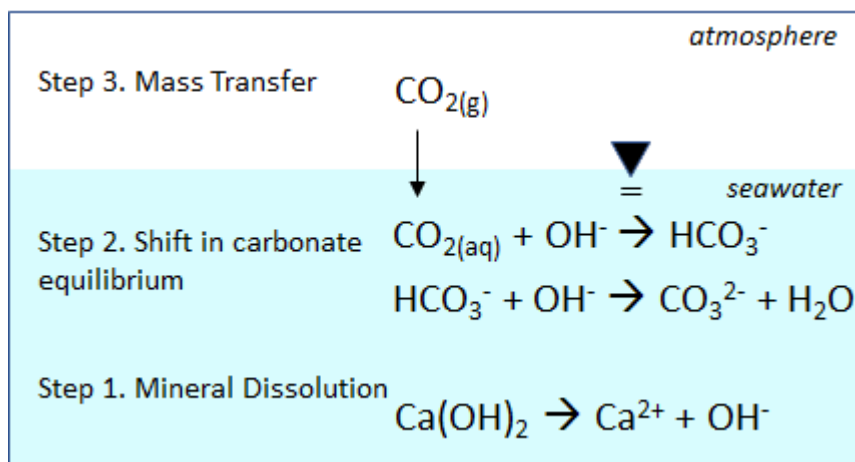 atmosphere
Step 3. Mass Transfer
CO₂(g)
=
seawater
Step 2. Shift in carbonate
equilibrium
CO₂(aq) + OH⁻ → HCO₃⁻
HCO₃⁻ + OH⁻ → CO₃²⁻ + H₂O
Step 1. Mineral Dissolution
Ca(OH)₂ → Ca²⁺ + OH⁻